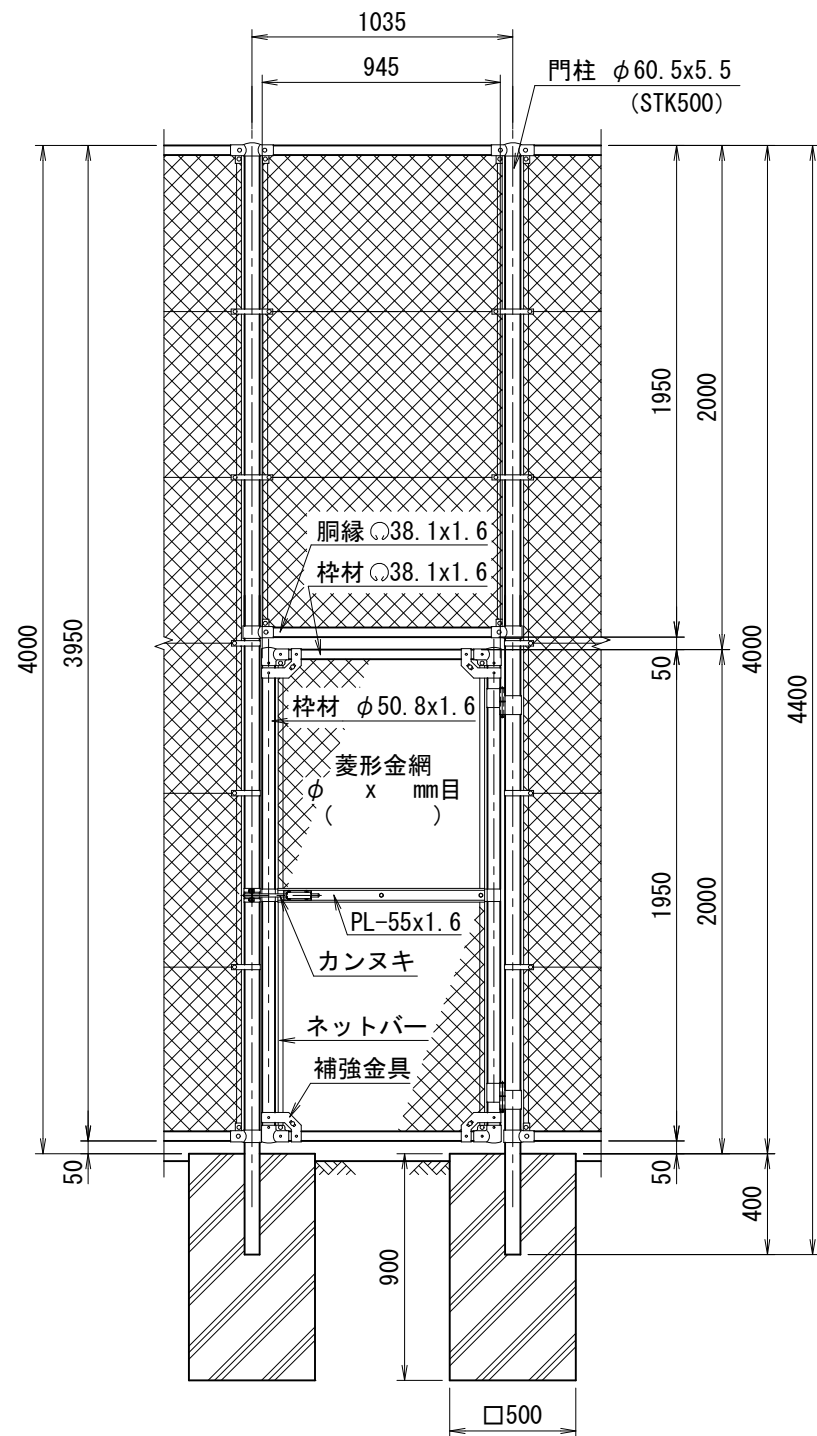 1035
945
門柱 φ60.5x5.5
(STK500)
4000
3950
1950
2000
4000
4400
胴縁 38.1x1.6
枠材 38.1x1.6
50
枠材 φ50.8x1.6
菱形金網
φ x mm目
( )
1950
2000
PL-55x1.6
カンヌキ
ネットバー
補強金具
50
50
400
900
□500